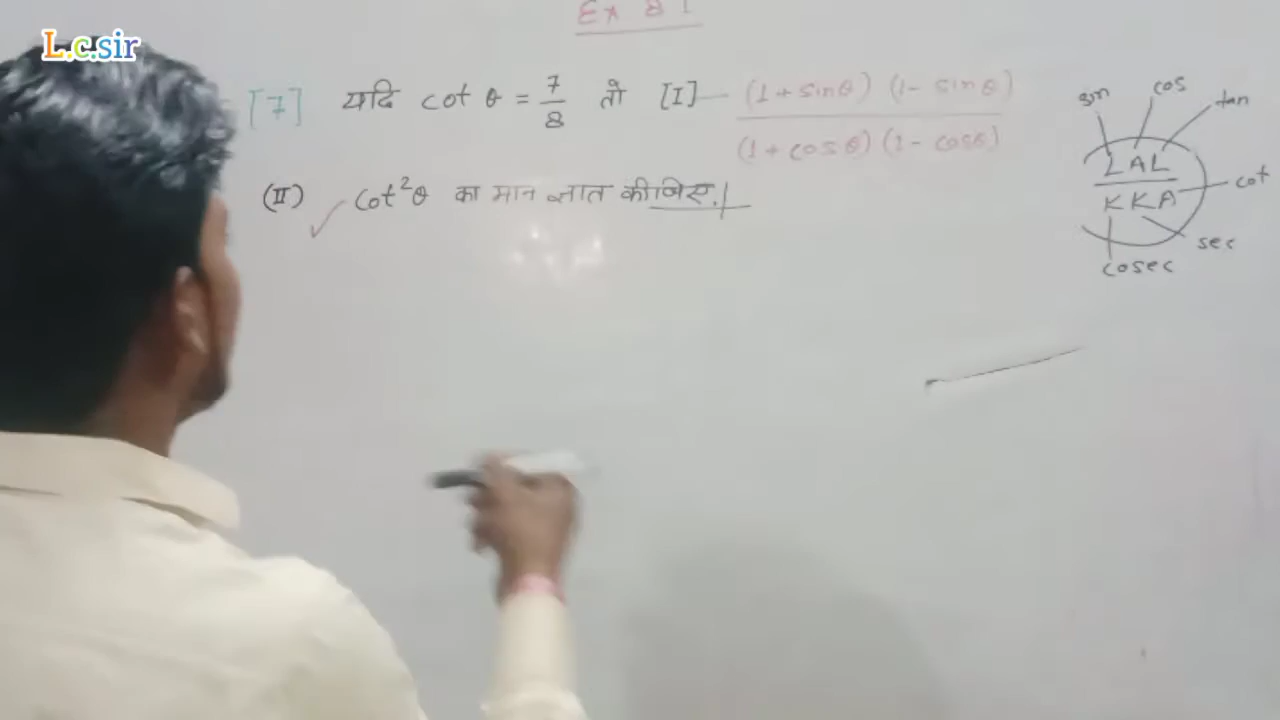 L.c.sir
Ex 8.1
[7] यदि cot θ = 7/8 तो [I] (1 + sinθ) (1 - sinθ) / (1 + cosθ) (1 - cosθ)
(II) cot²θ का मान ज्ञात कीजिए.|
sin cos tan
LAL
KKA
cot
sec
cosec